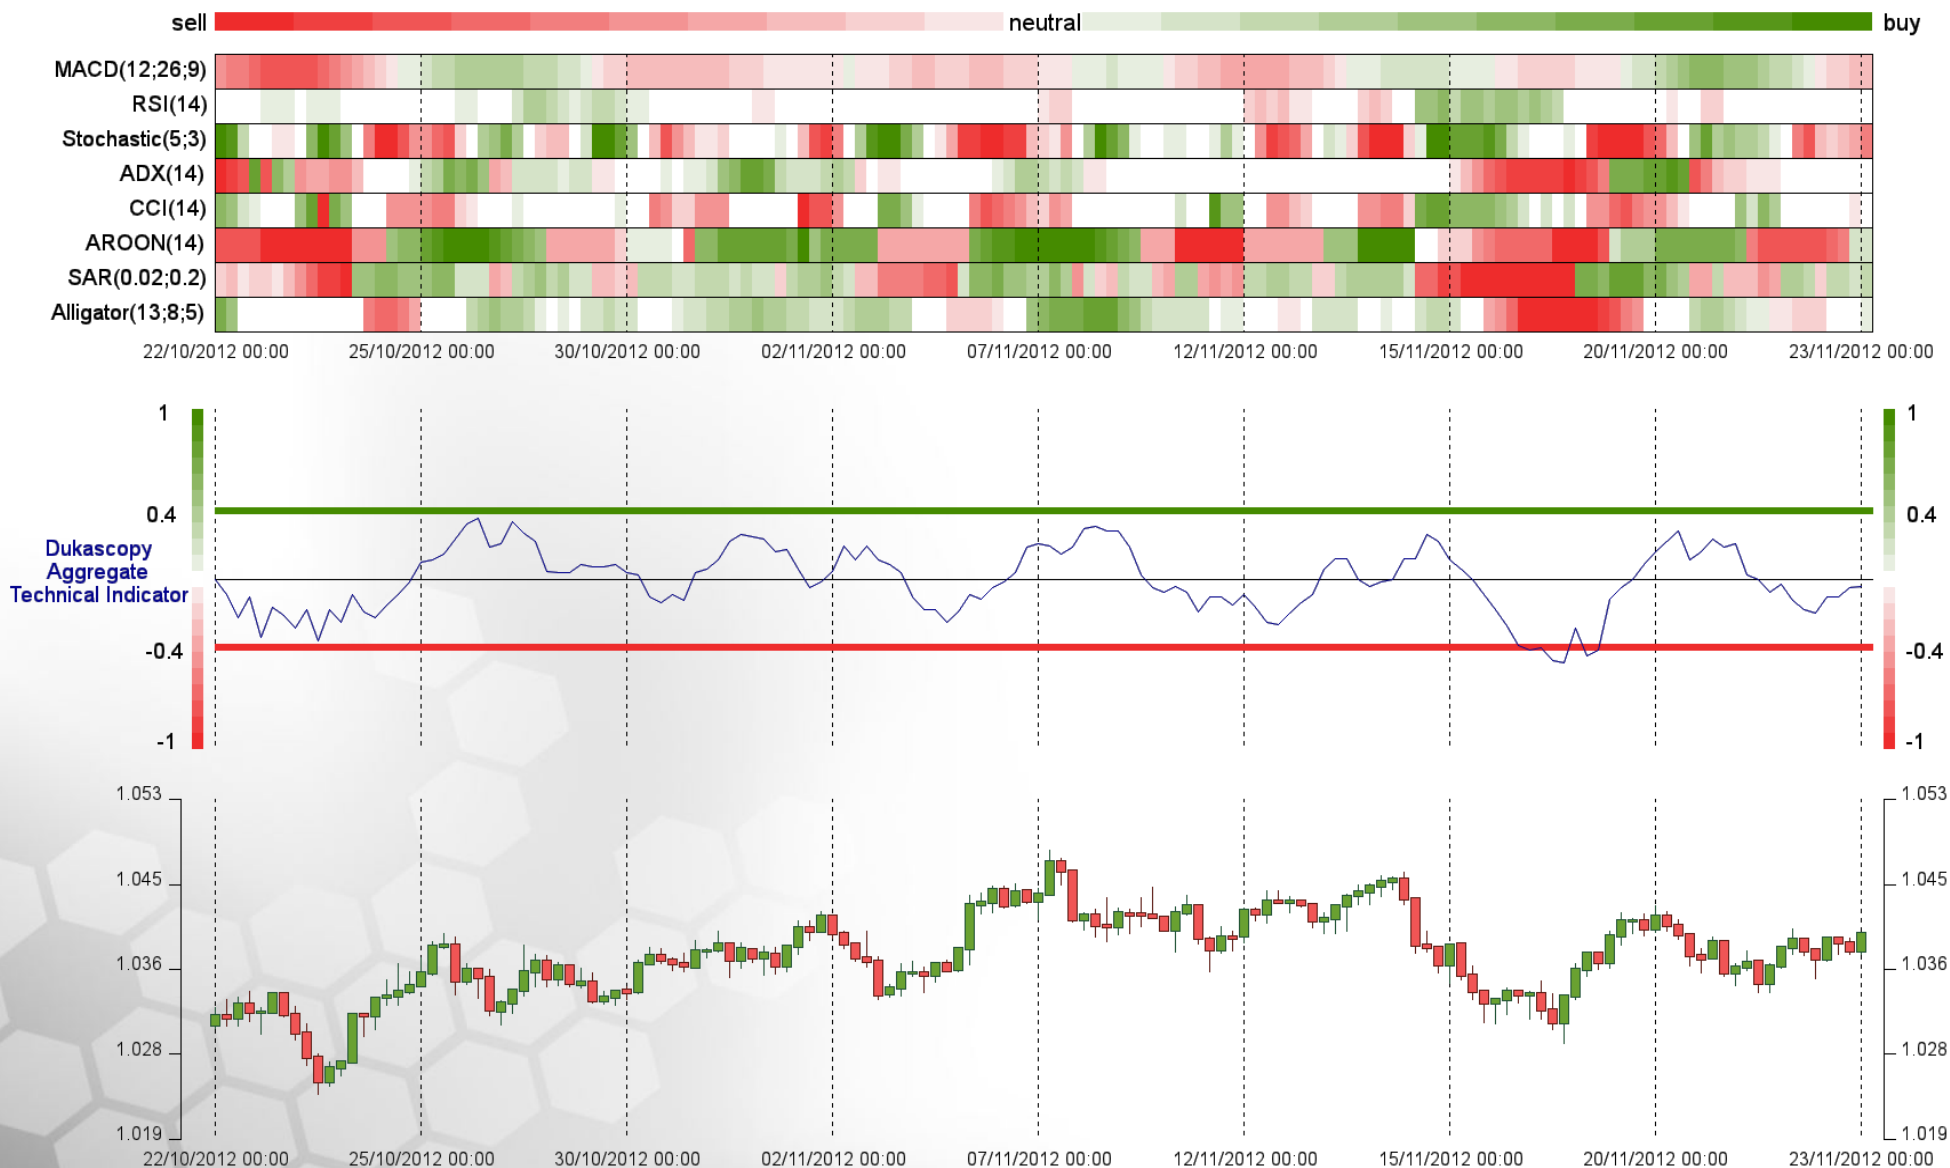 sell neutral buy
MACD(12;26;9)
RSI(14)
Stochastic(5;3)
ADX(14)
CCI(14)
AROON(14)
SAR(0.02;0.2)
Alligator(13;8;5)
22/10/2012 00:00 25/10/2012 00:00 30/10/2012 00:00 02/11/2012 00:00 07/11/2012 00:00 12/11/2012 00:00 15/11/2012 00:00 20/11/2012 00:00 23/11/2012 00:00
1 1
0.4 0.4
Dukascopy
Aggregate
Technical Indicator
-0.4 -0.4
-1 -1
1.053 1.053
1.045 1.045
1.036 1.036
1.028 1.028
1.019 1.019
22/10/2012 00:00 25/10/2012 00:00 30/10/2012 00:00 02/11/2012 00:00 07/11/2012 00:00 12/11/2012 00:00 15/11/2012 00:00 20/11/2012 00:00 23/11/2012 00:00